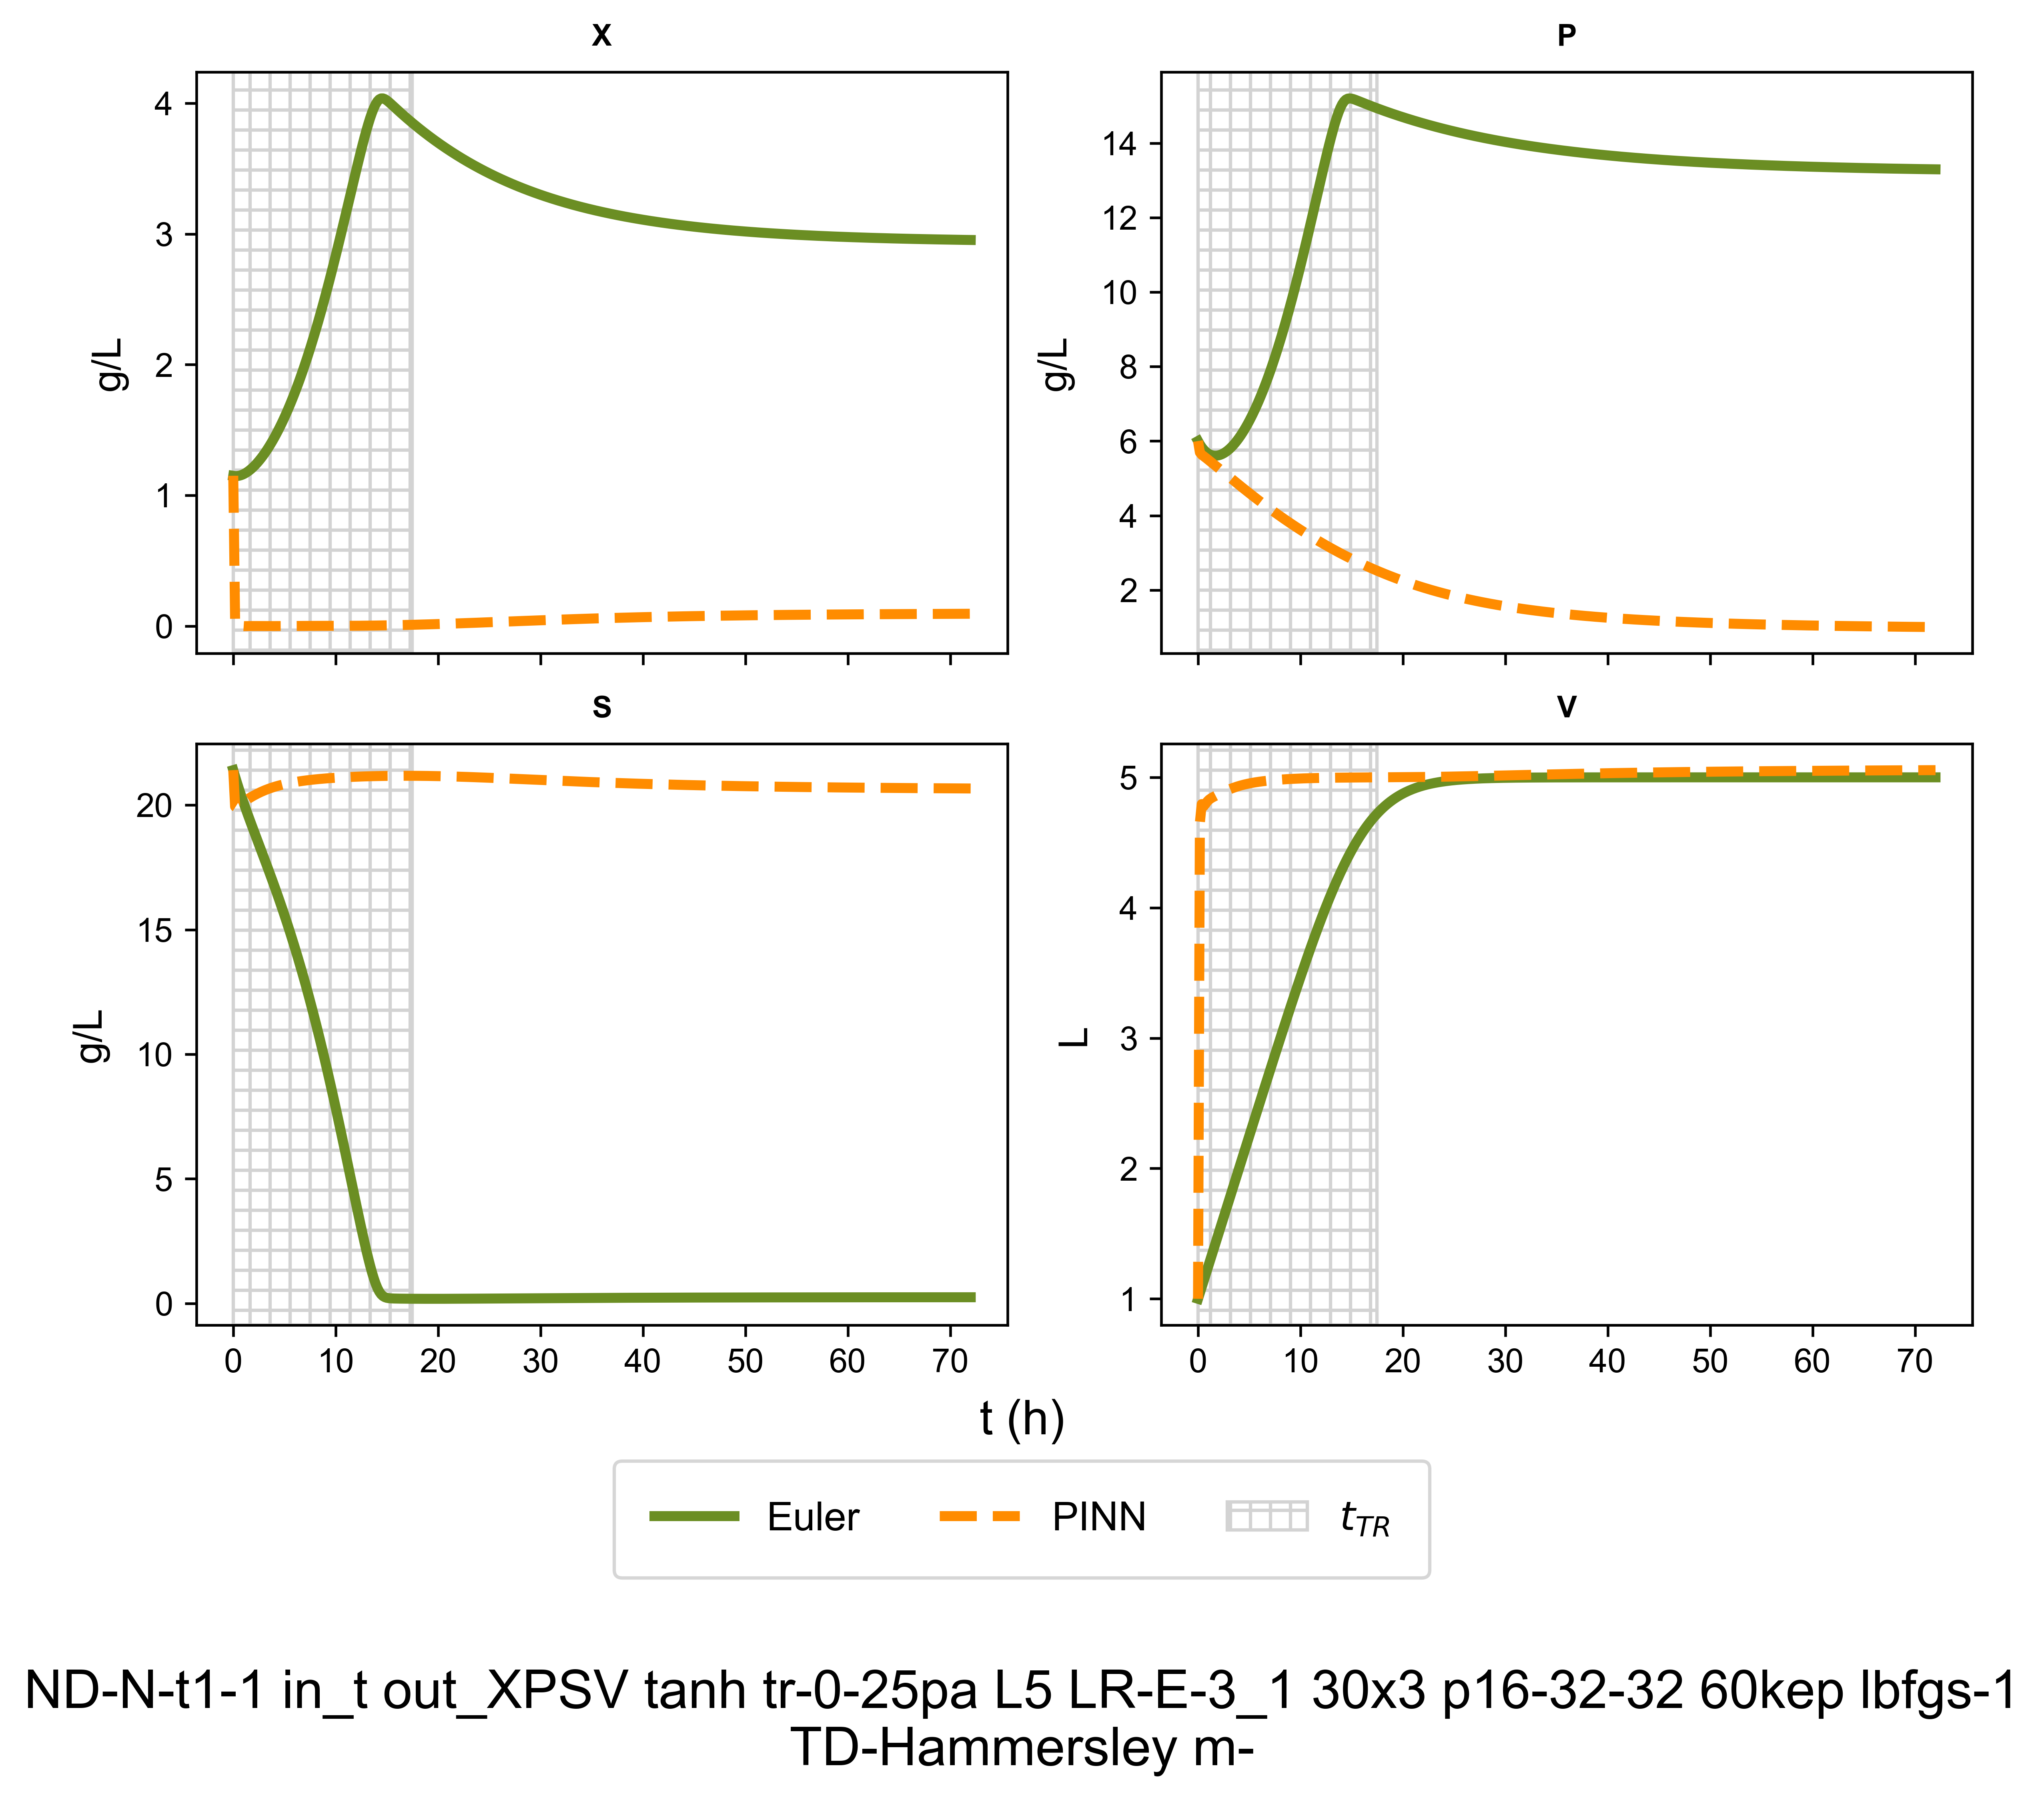 X
P
4
3
2
1
0
g/L
14
12
10
8
6
4
2
g/L
S
V
20
15
10
5
0
g/L
0 10 20 30 40 50 60 70
5
4
3
2
1
L
0 10 20 30 40 50 60 70
t (h)
Euler PINN t_TR
ND-N-t1-1 in_t out_XPSV tanh tr-0-25pa L5 LR-E-3_1 30x3 p16-32-32 60kep lbfgs-1
TD-Hammersley m-